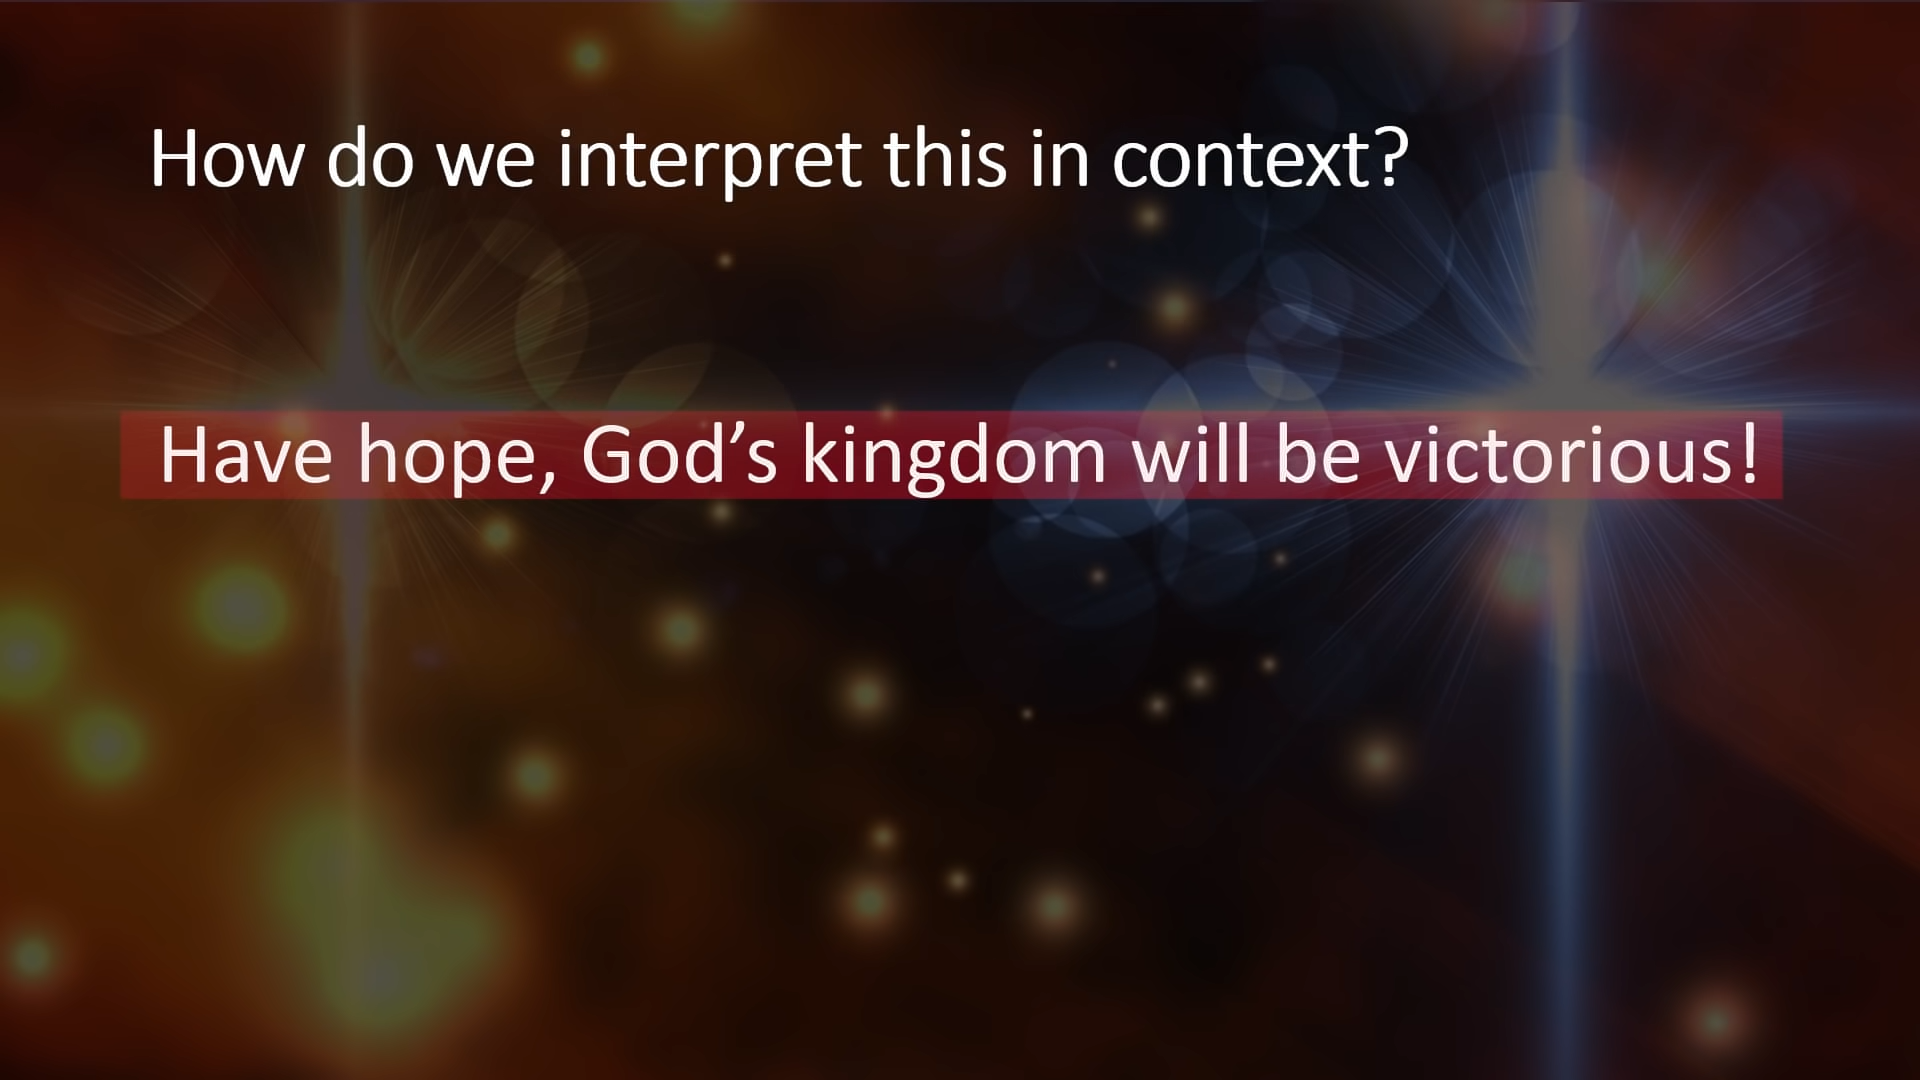 How do we interpret this in context?
Have hope, God’s kingdom will be victorious!